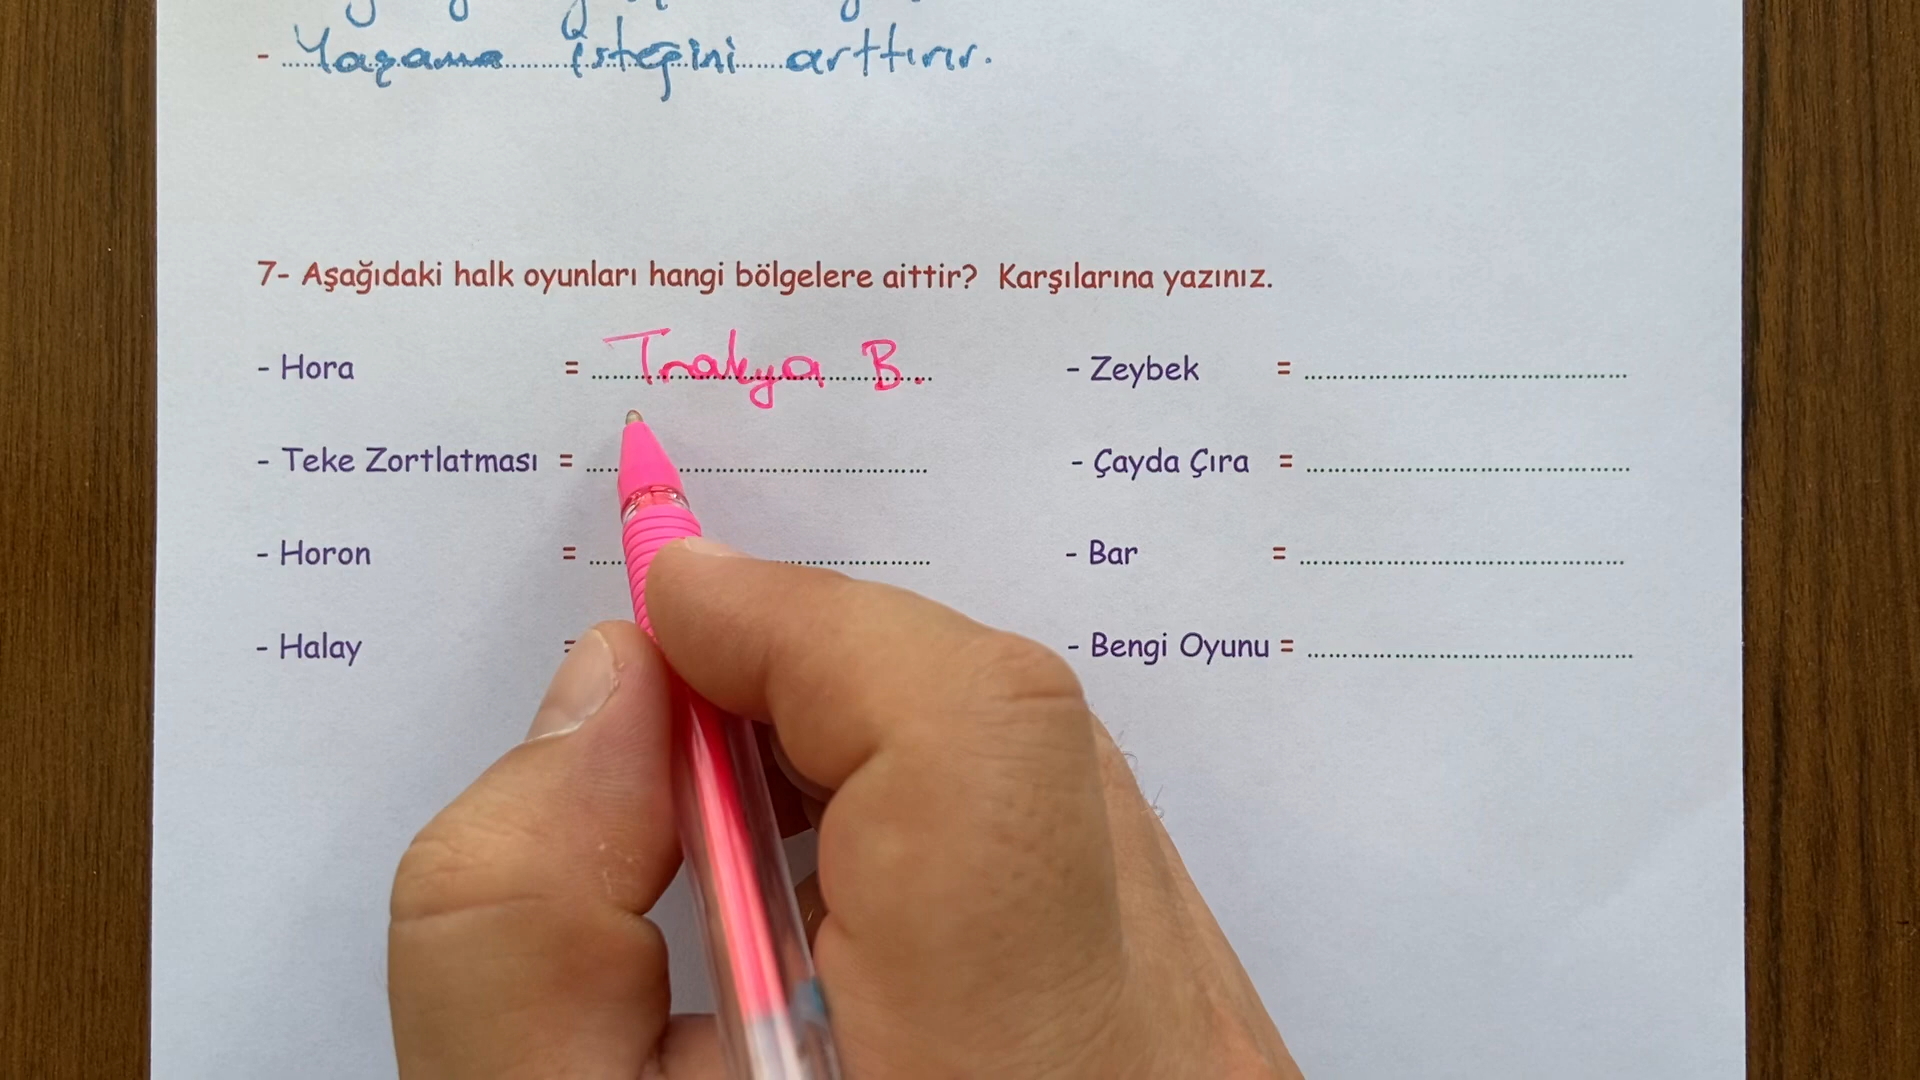 - Yaşama isteğini arttırır.
7- Aşağıdaki halk oyunları hangi bölgelere aittir? Karşılarına yazınız.
- Hora = Trakya B. - Zeybek = ........................................
- Teke Zortlatması = ........................................ - Çayda Çıra = ........................................
- Horon = ........................................ - Bar = ........................................
- Halay = - Bengi Oyunu = ........................................